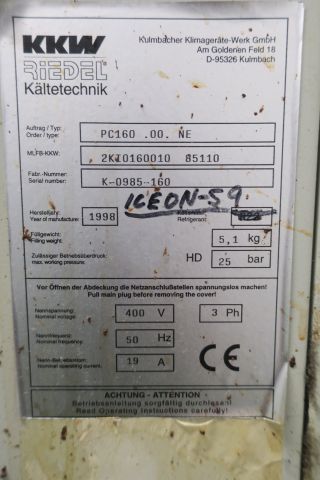 KKW
RIEDEL
Kältetechnik
Kulmbacher Klimageräte-Werk GmbH
Am Goldenen Feld 18
D-95326 Kulmbach
Auftrag / Typ:
Order / type:
PC160 .00. NE
MLFB-KKW:
2KI0160010 85110
Fabr.-Nummer:
Serial number:
K-0985-160
ICEON-59
Herstelljahr:
Year of manufacture:
1998
Kältemittel:
Refrigerant:
Füllgewicht:
Filling weight:
5,1 kg
Zulässiger Betriebsüberdruck:
max. working pressure:
HD
25 bar
Vor Öffnen der Abdeckung die Netzanschlußstellen spannungslos machen!
Pull main plug before removing the cover!
Nennspannung:
Nominal voltage:
400 V
3 Ph
Nennfrequenz:
Nominal frequency:
50 Hz
Nenn-Betriebsstrom:
Nominal operating current:
19 A
CE
ACHTUNG - ATTENTION
Betriebsanleitung sorgfältig durchlesen!
Read Operating Instructions carefully!